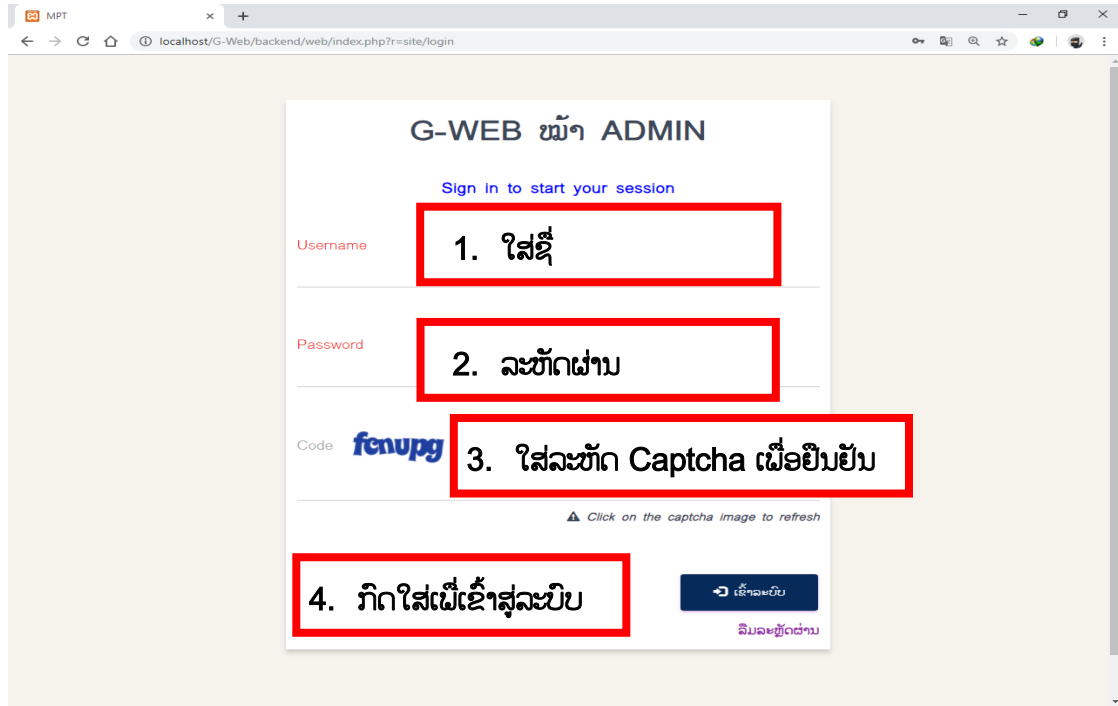 MPT
localhost/G-Web/backend/web/index.php?r=site/login
G-WEB ໜ້າ ADMIN
Sign in to start your session
Username
1. ໃສ່ຊື່
Password
2. ລະຫັດຜ່ານ
Code fcnupg
3. ໃສ່ລະຫັດ Captcha ເພື່ອຢືນຢັນ
Click on the captcha image to refresh
4. ກົດໃສ່ເພື່ເຂົ້າສູ່ລະບົບ
ເຂົ້າລະບົບ
ລືມລະຫຼັດຜ່ານ